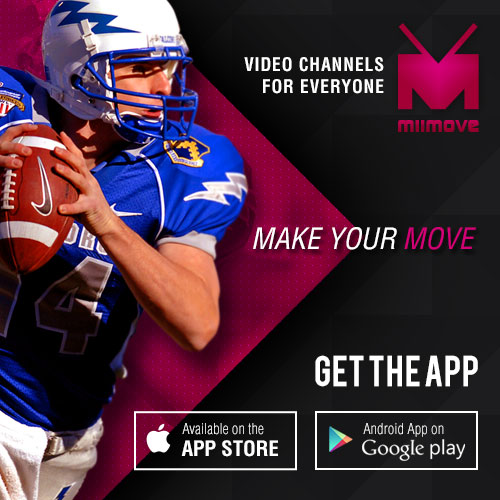 VIDEO CHANNELS
FOR EVERYONE
miimove
MAKE YOUR MOVE
14
GET THE APP
Available on the
APP STORE
Android App on
Google play